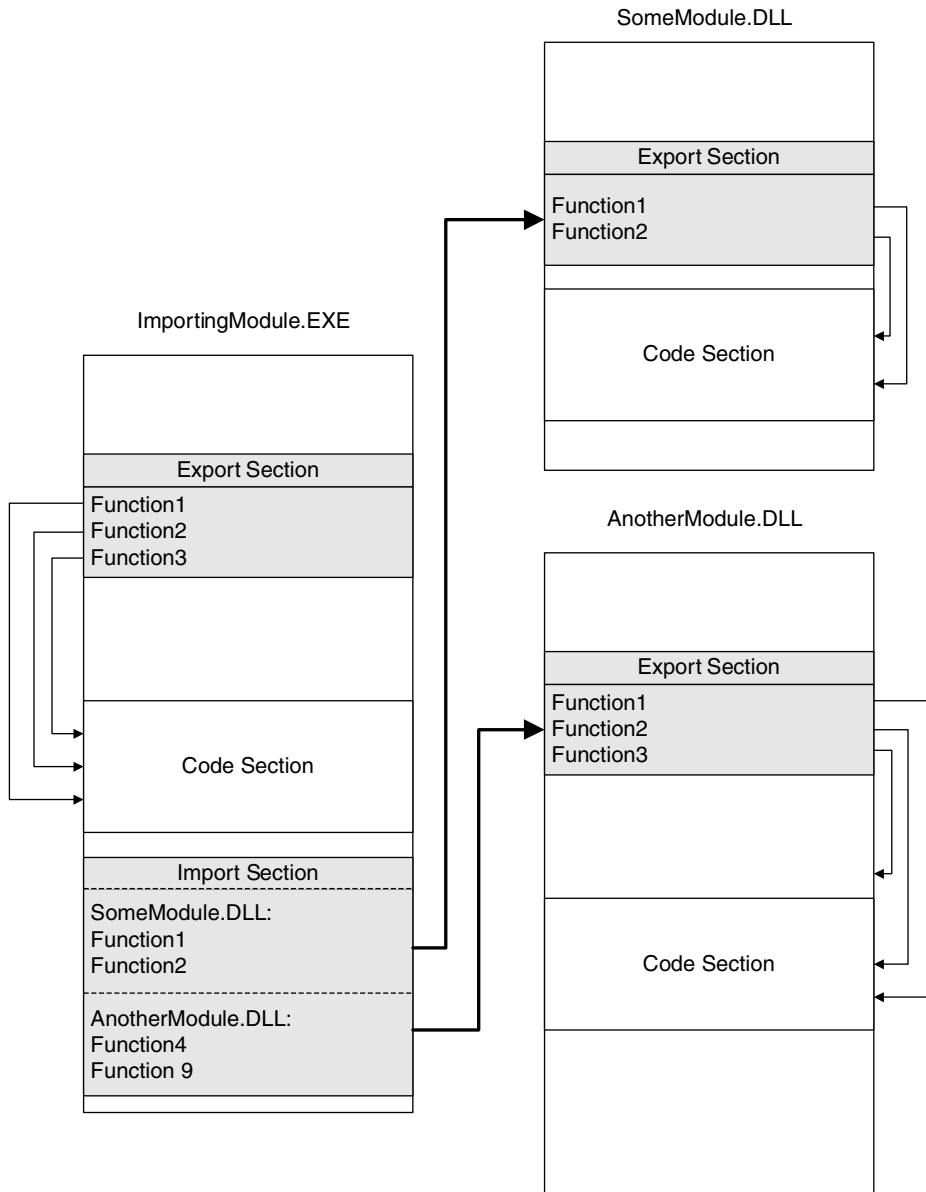 SomeModule.DLL
Export Section
Function1
Function2
Code Section
ImportingModule.EXE
Export Section
Function1
Function2
Function3
Code Section
Import Section
SomeModule.DLL:
Function1
Function2
AnotherModule.DLL:
Function4
Function 9
AnotherModule.DLL
Export Section
Function1
Function2
Function3
Code Section